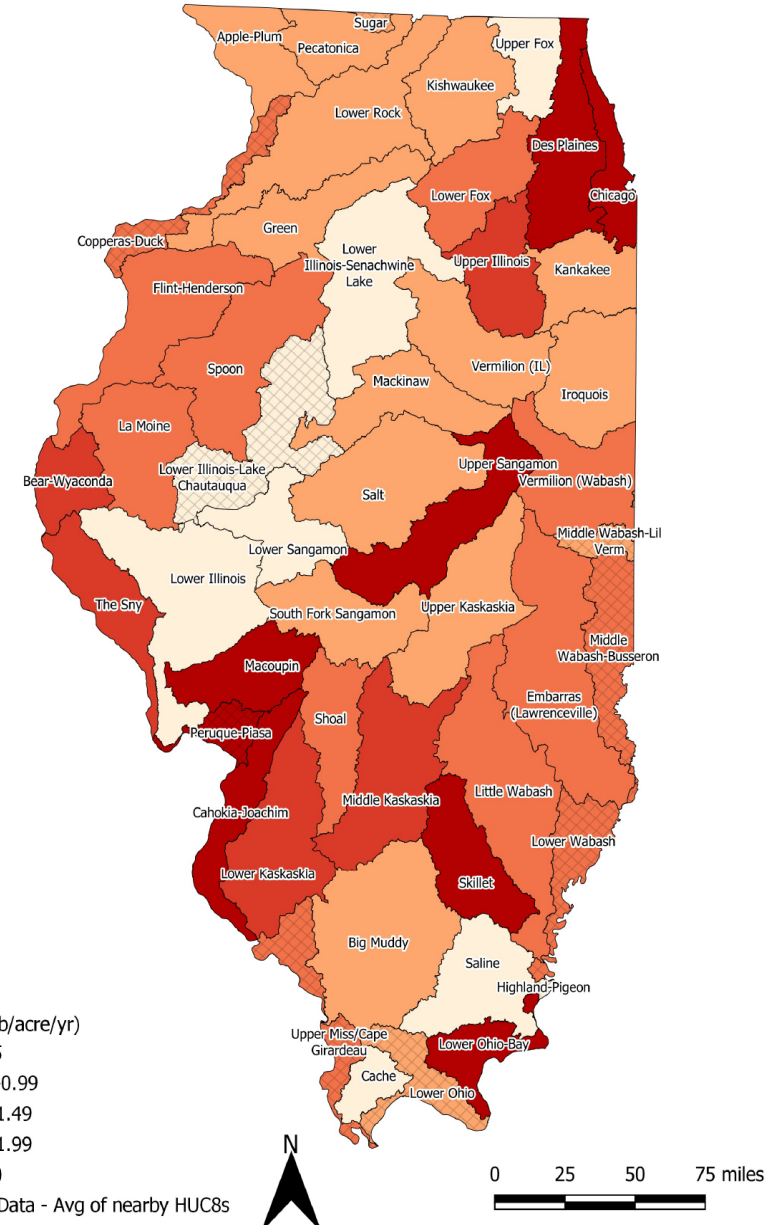 Sugar
Apple-Plum
Pecatonica
Upper Fox
Kishwaukee
Lower Rock
Des Plaines
Lower Fox
Chicago
Green
Copperas-Duck
Lower
Illinois-Senachwine
Lake
Upper Illinois
Kankakee
Flint-Henderson
Spoon
Vermilion (IL)
Mackinaw
Iroquois
La Moine
Upper Sangamon
Lower Illinois-Lake
Chautauqua
Bear-Wyaconda
Vermilion (Wabash)
Salt
Middle Wabash-Lil
Verm
Lower Sangamon
Lower Illinois
The Sny
South Fork Sangamon
Upper Kaskaskia
Middle
Wabash-Busseron
Macoupin
Embarras
(Lawrenceville)
Shoal
Peruque-Piasa
Little Wabash
Middle Kaskaskia
Cahokia-Joachim
Lower Wabash
Lower Kaskaskia
Skillet
Big Muddy
Saline
Highland-Pigeon
Upper Miss/Cape
Girardeau
Lower Ohio-Bay
Cache
Lower Ohio
b/acre/yr)
0.99
1.49
1.99
Data - Avg of nearby HUC8s
N
0 25 50 75 miles